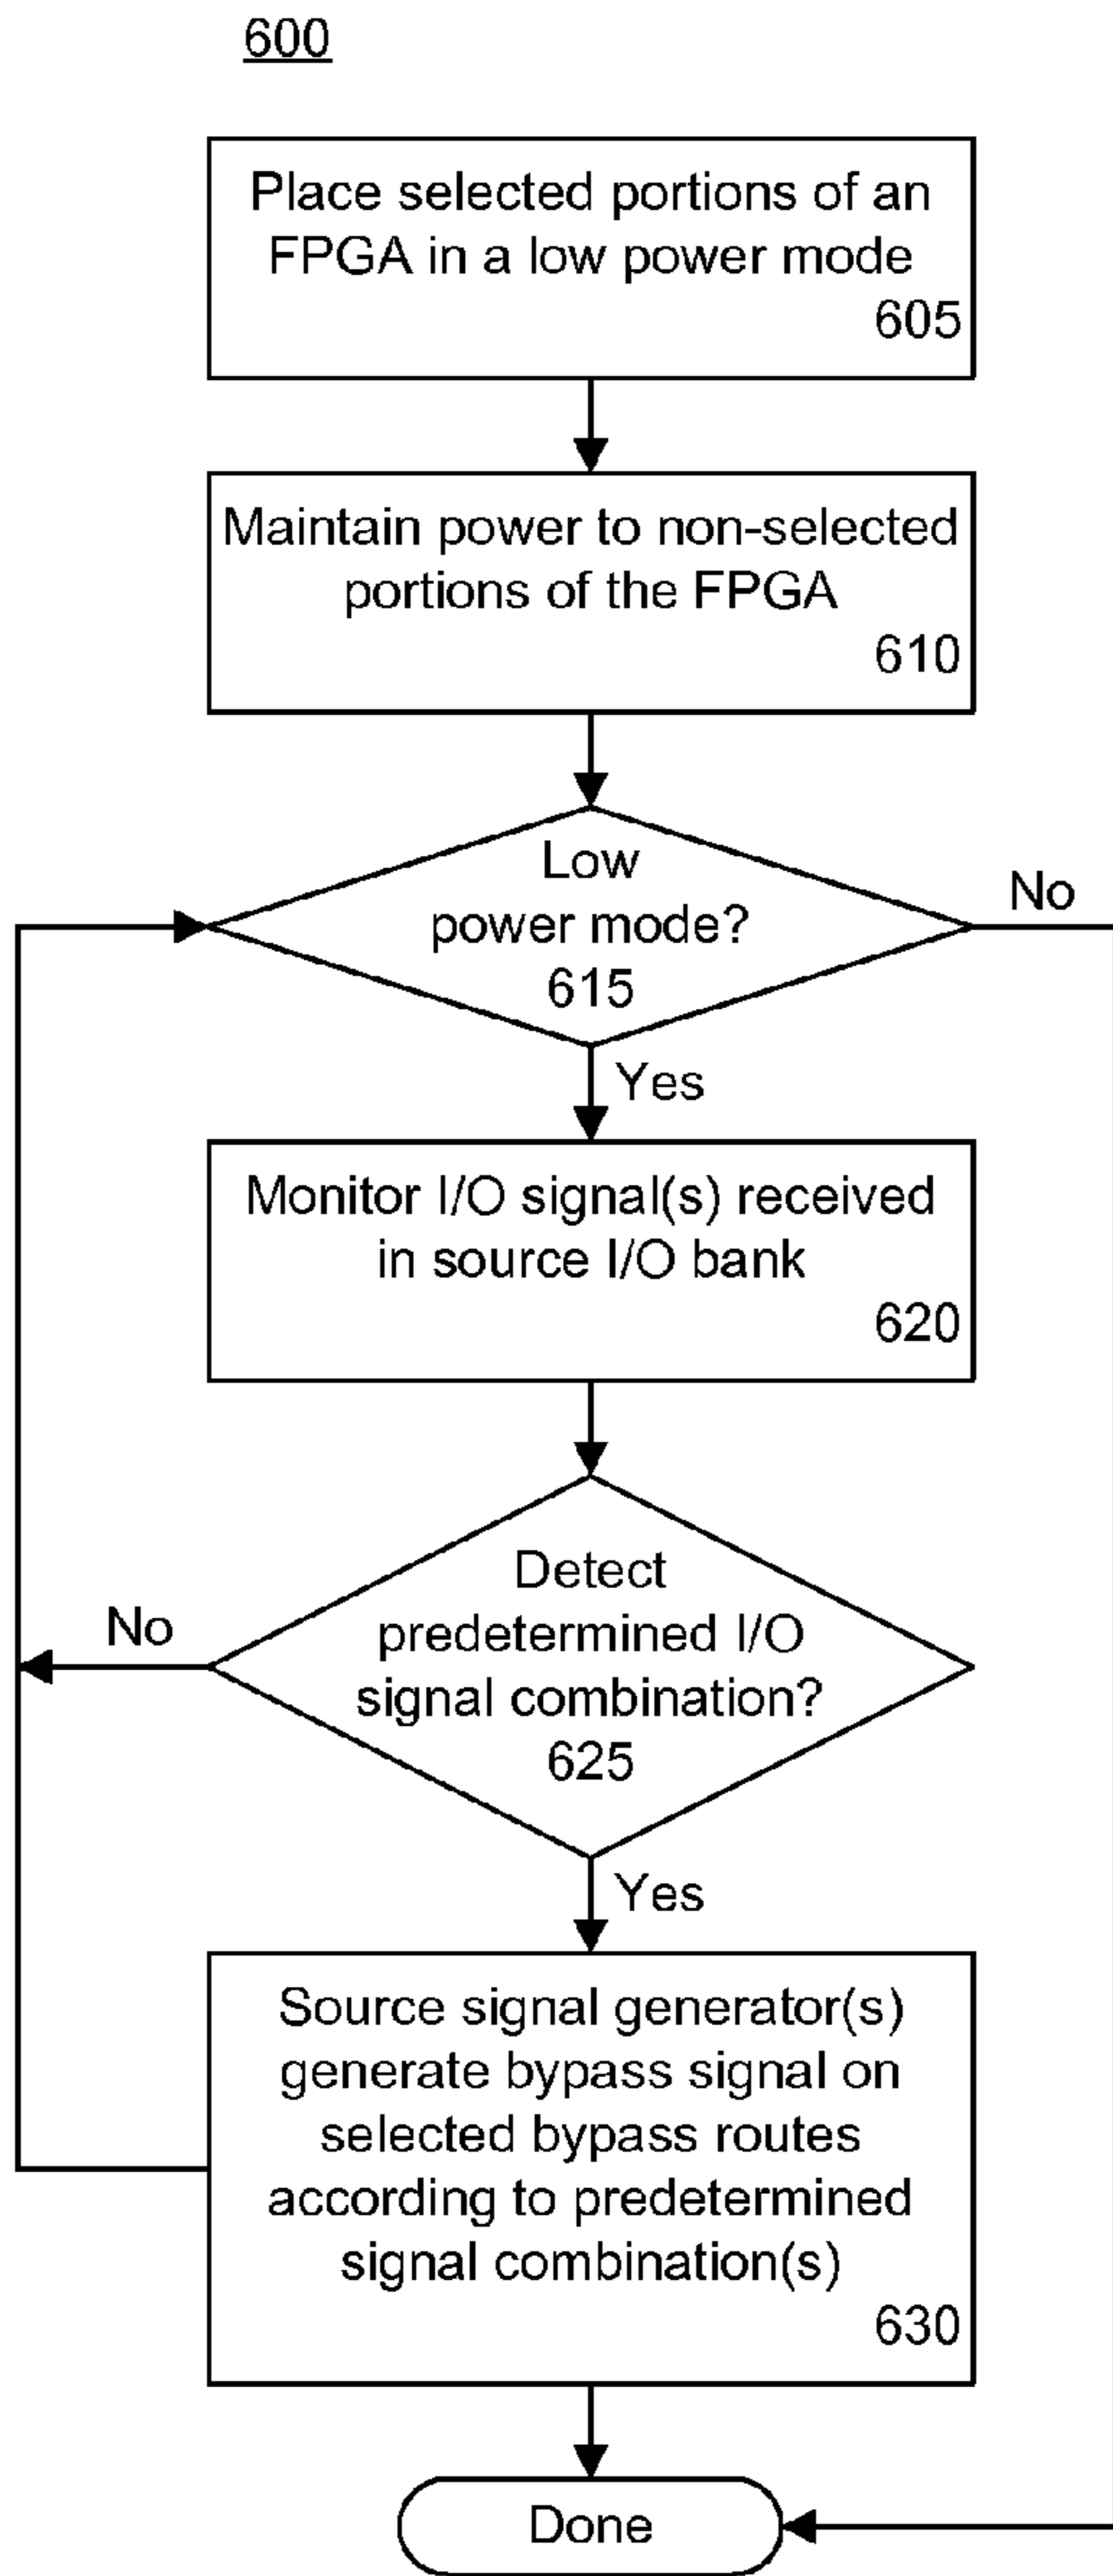 600
Place selected portions of an
FPGA in a low power mode
605
Maintain power to non-selected
portions of the FPGA
610
Low
power mode?
615
No
Yes
Monitor I/O signal(s) received
in source I/O bank
620
Detect
predetermined I/O
signal combination?
625
No
Yes
Source signal generator(s)
generate bypass signal on
selected bypass routes
according to predetermined
signal combination(s)
630
Done